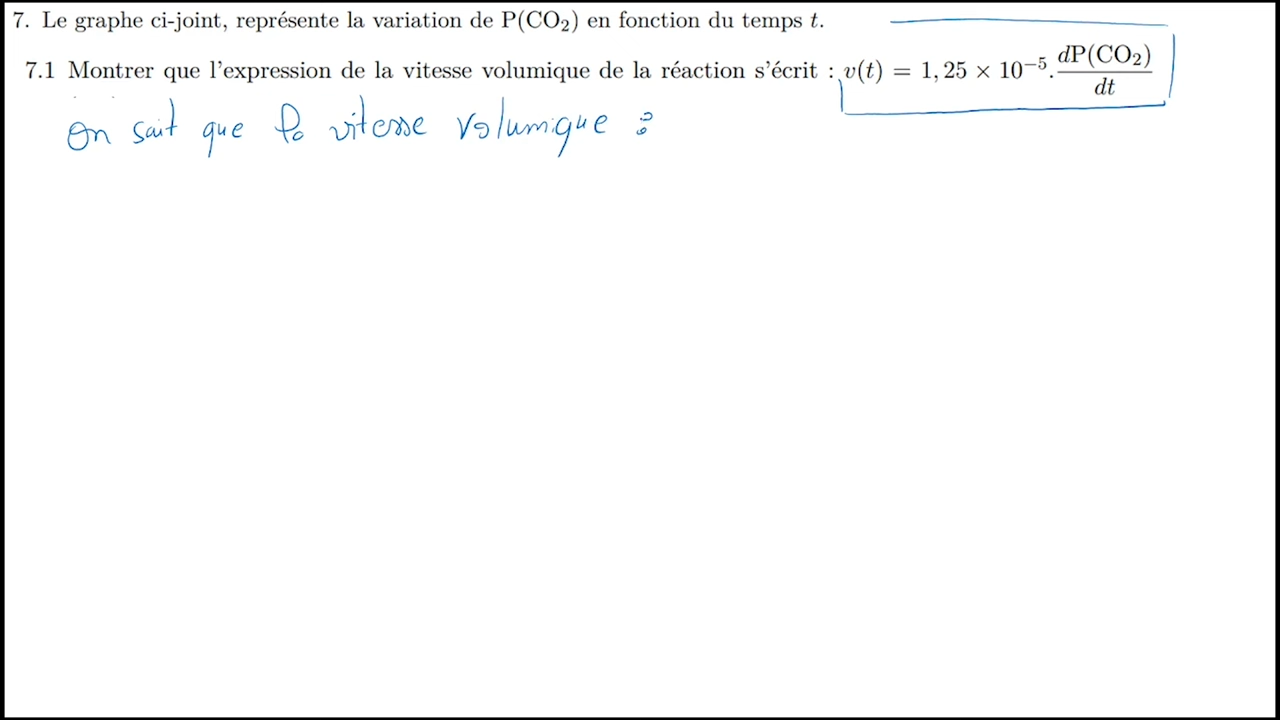 7. Le graphe ci-joint, représente la variation de P(CO₂) en fonction du temps t.
7.1 Montrer que l'expression de la vitesse volumique de la réaction s'écrit : v(t) = 1,25 × 10⁻⁵. dP(CO₂)/dt
On sait que la vitesse volumique :